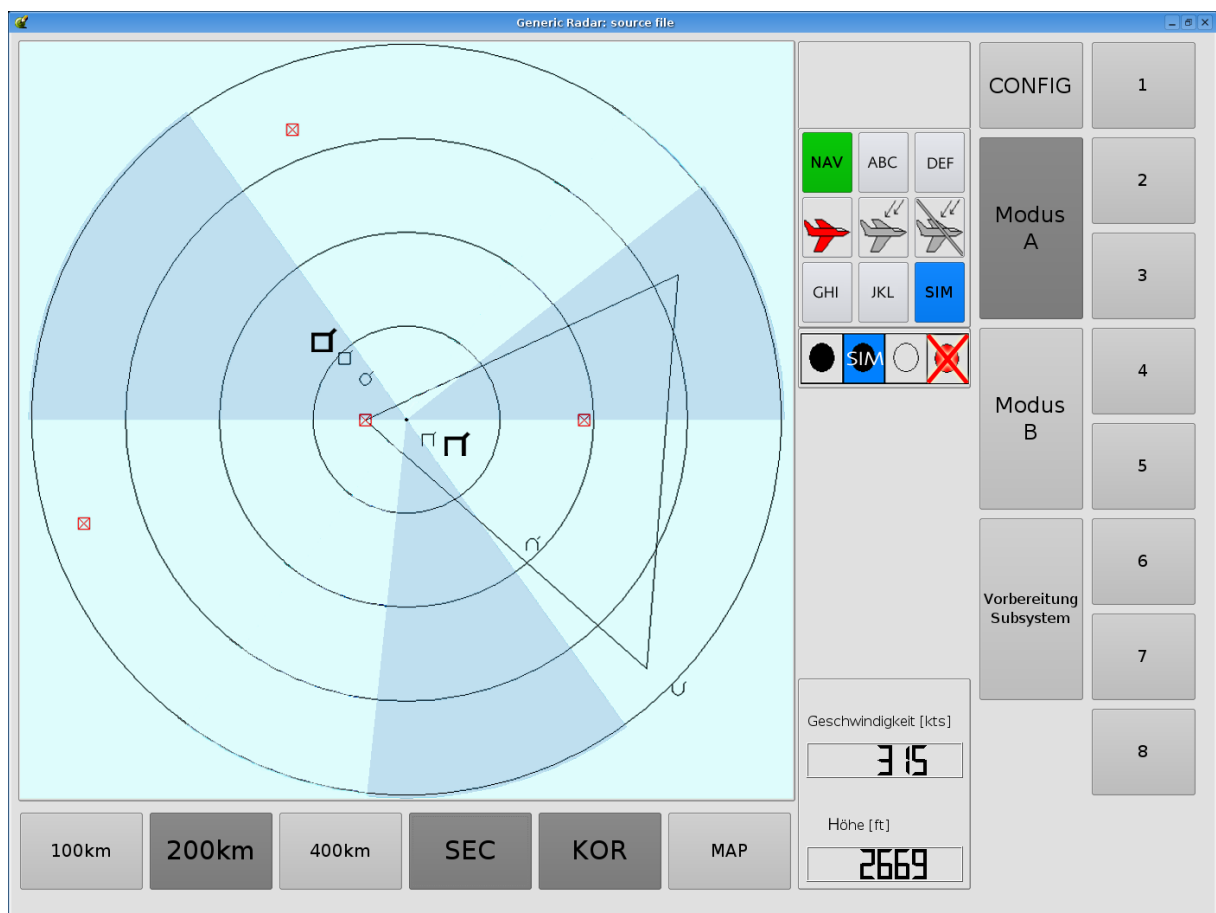 Generic Radar: source file
CONFIG
1
NAV
ABC
DEF
Modus
A
2
3
GHI
JKL
SIM
SIM
Modus
B
4
5
Vorbereitung
Subsystem
6
7
8
Geschwindigkeit [kts]
315
Höhe [ft]
2669
100km
200km
400km
SEC
KOR
MAP